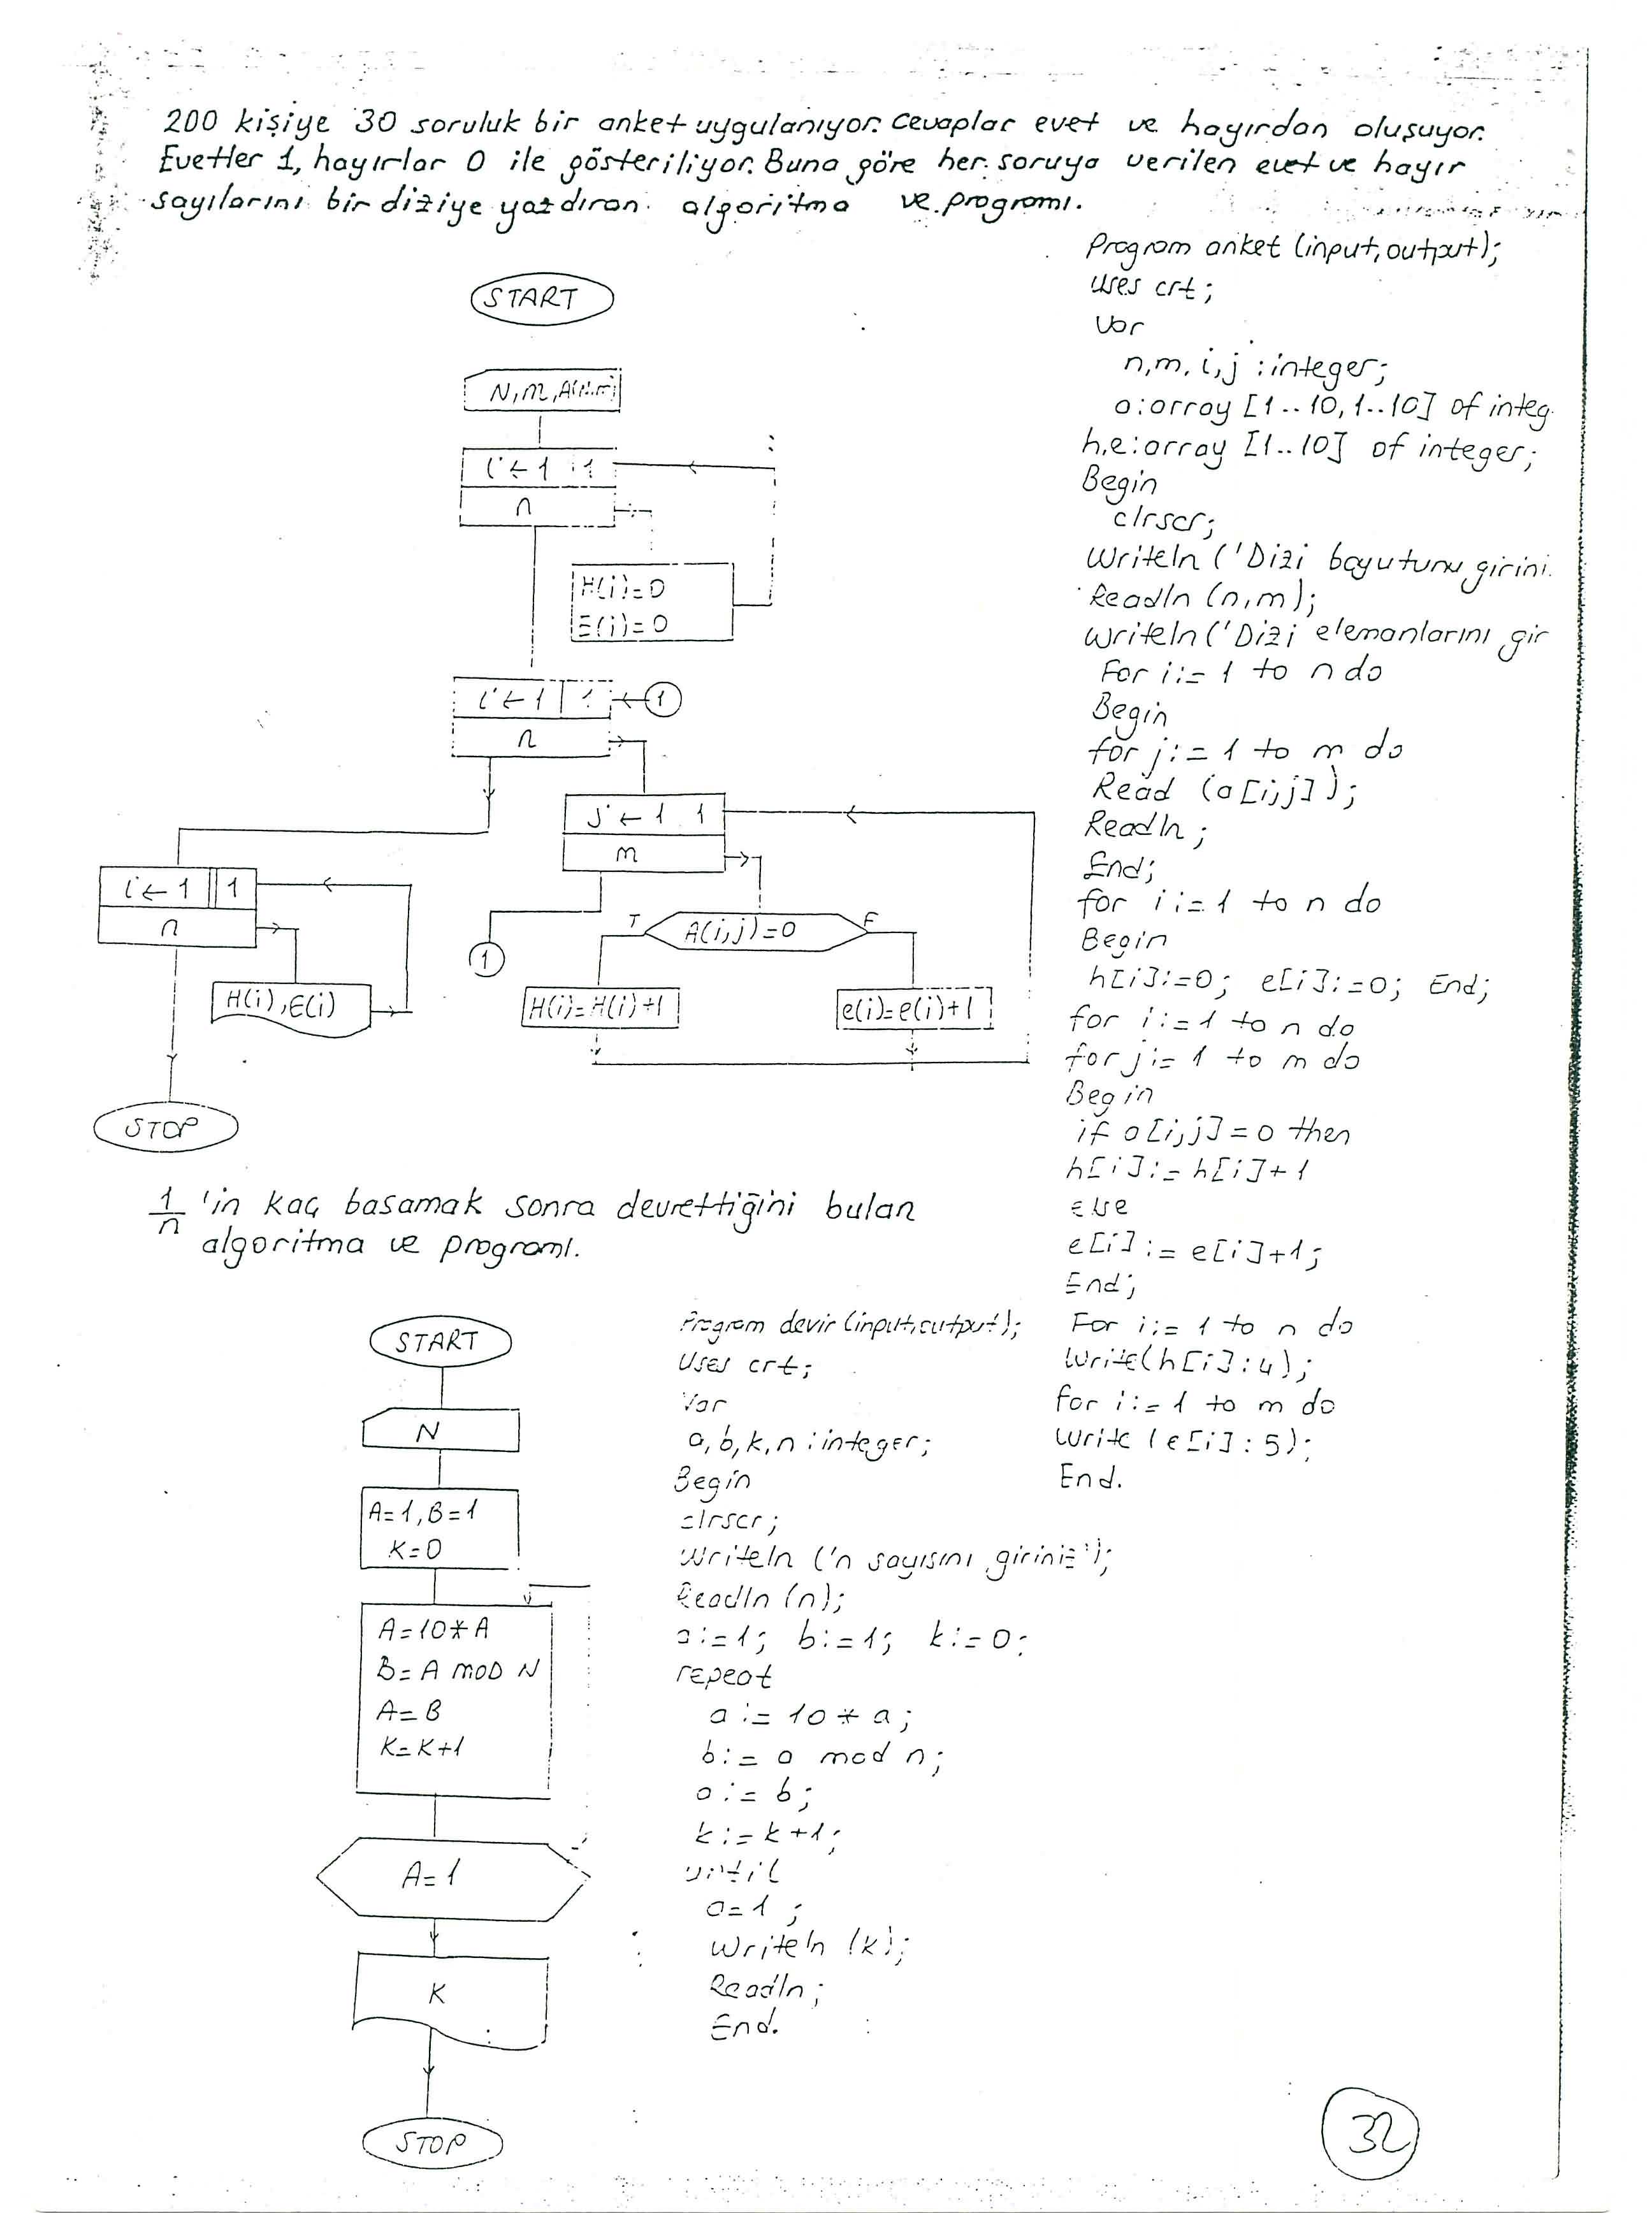 200 kişiye 30 soruluk bir anket uygulanıyor. Cevaplar evet ve hayırdan oluşuyor.
Evetler 1, hayırlar 0 ile gösteriliyor. Buna göre her soruya verilen evet ve hayır
sayılarını bir diziye yazdıran algoritma ve programı.
START
N,M,A(N,M)
i←1 1
n
H(i)=0
E(i)=0
i←1 1
1
n
j←1 1
m
i←1 1
n
A(i,j)=0
T
F
1
H(i),E(i)
H(i)=H(i)+1
e(i)=e(i)+1
STOP
Program anket (input,output);
Uses crt;
Var
n,m,i,j :integer;
a:array [1..10,1..10] of integ
h,e:array [1..10] of integer;
Begin
clrscr;
Writeln ('Dizi boyutunu girini
Readln (n,m);
Writeln ('Dizi elemanlarını gir
For i:= 1 to n do
Begin
for j:= 1 to m do
Read (a[i,j]);
Readln;
End;
for i:=1 to n do
Begin
h[i]:=0; e[i]:=0; End;
for i:=1 to n do
for j:= 1 to m do
Begin
if a[i,j]=0 then
h[i]:=h[i]+1
else
e[i]:=e[i]+1;
End;
For i:= 1 to n do
Write(h[i]:4);
for i:=1 to m do
Write (e[i]:5);
End.
1/n 'in kaç basamak sonra devrettiğini bulan
algoritma ve programı.
START
N
A=1,B=1
K=0
A=10*A
B=A MOD N
A=B
K=K+1
A=1
K
STOP
Program devir (input,output);
Uses crt;
Var
a,b,k,n :integer;
Begin
clrscr;
Writeln ('n sayısını giriniz');
Readln (n);
a:=1; b:=1; k:=0;
repeat
a:=10*a;
b:=a mod n;
a:=b;
k:=k+1;
until
a=1;
Writeln (k);
Readln;
End.
32